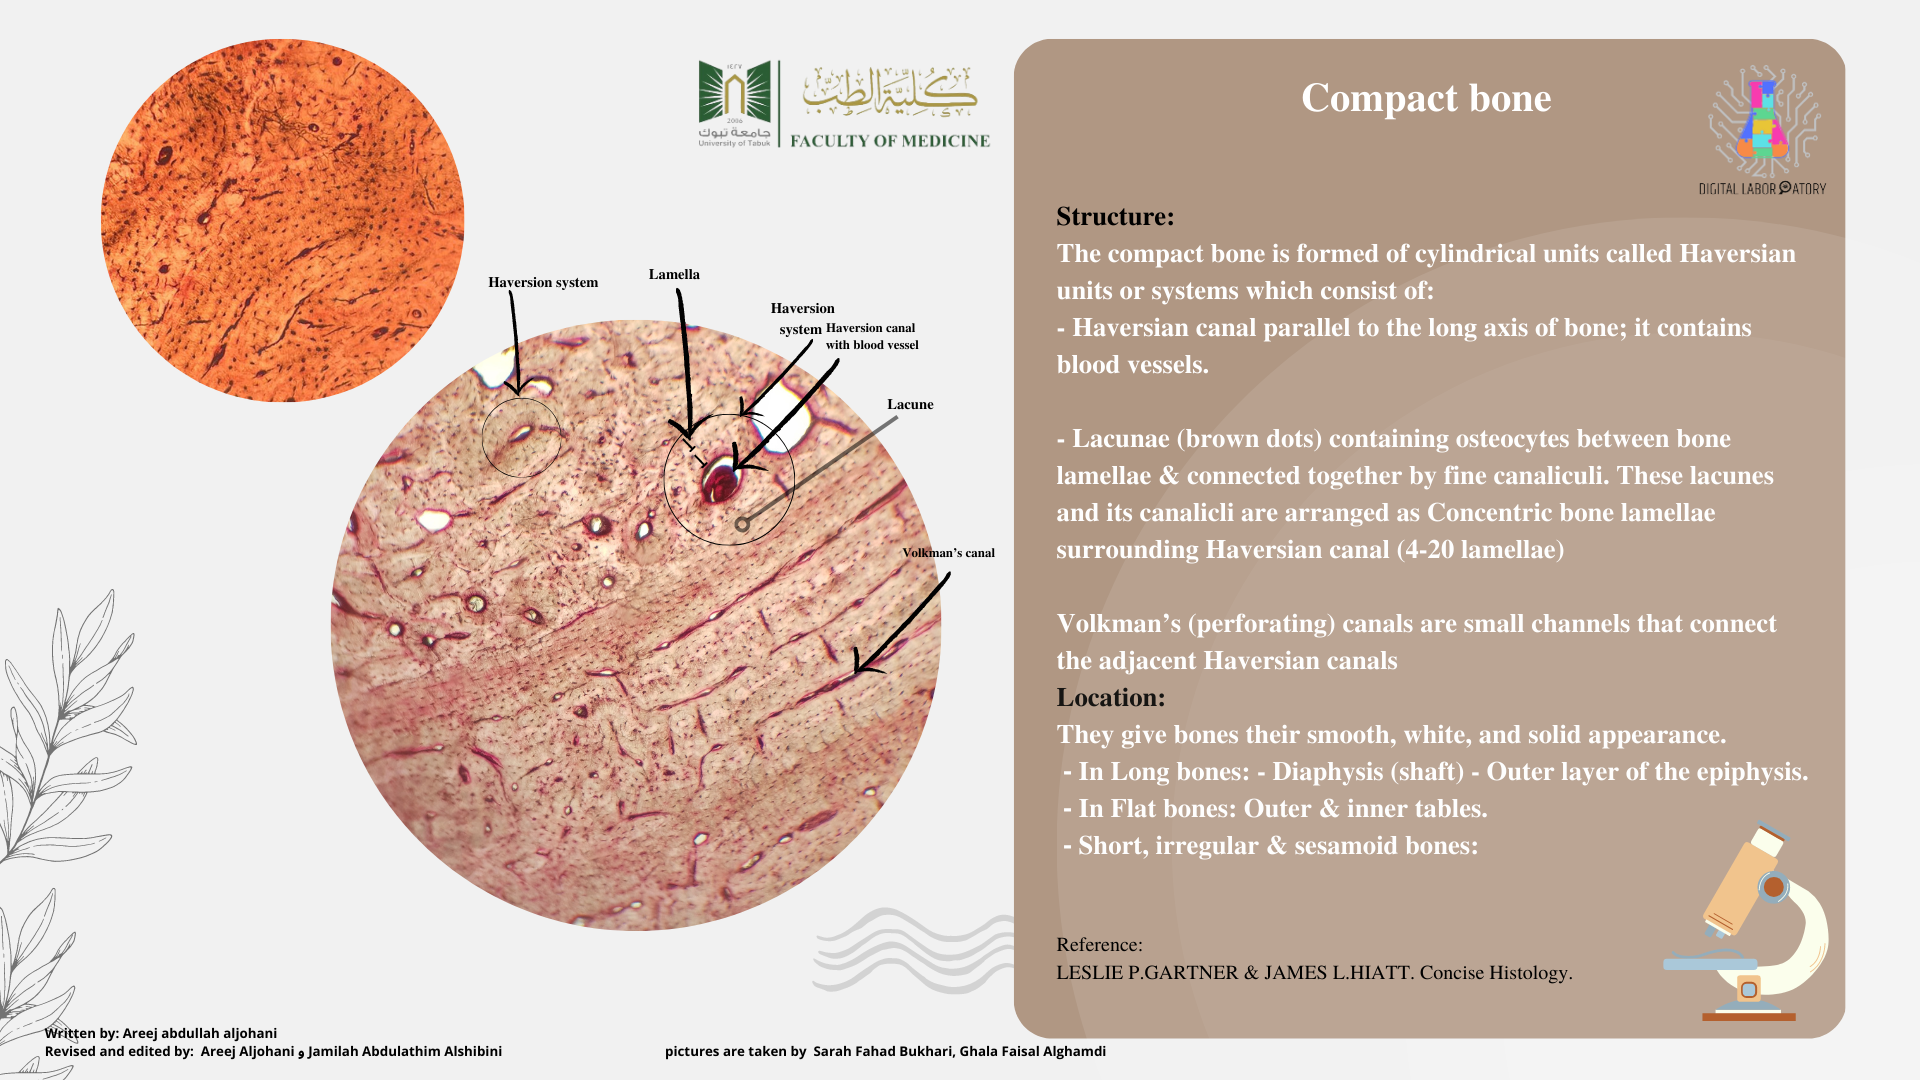 ١٤٢٧
2006
جامعة تبوك
University of Tabuk
كلية الطب
FACULTY OF MEDICINE
Haversion system
Lamella
Haversion
system
Haversion canal
with blood vessel
Lacune
Volkman’s canal
Compact bone
DIGITAL LABORATORY
Structure:
The compact bone is formed of cylindrical units called Haversian
units or systems which consist of:
- Haversian canal parallel to the long axis of bone; it contains
blood vessels.
- Lacunae (brown dots) containing osteocytes between bone
lamellae & connected together by fine canaliculi. These lacunes
and its canalicli are arranged as Concentric bone lamellae
surrounding Haversian canal (4-20 lamellae)
Volkman’s (perforating) canals are small channels that connect
the adjacent Haversian canals
Location:
They give bones their smooth, white, and solid appearance.
- In Long bones: - Diaphysis (shaft) - Outer layer of the epiphysis.
- In Flat bones: Outer & inner tables.
- Short, irregular & sesamoid bones:
Reference:
LESLIE P.GARTNER & JAMES L.HIATT. Concise Histology.
Written by: Areej abdullah aljohani
Revised and edited by: Areej Aljohani و Jamilah Abdulathim Alshibini
pictures are taken by Sarah Fahad Bukhari, Ghala Faisal Alghamdi